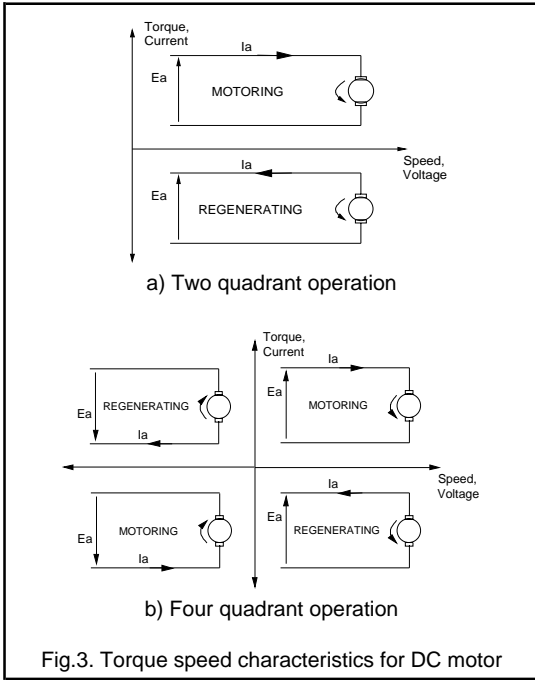 Torque,
Current
Ia
Ea
MOTORING
Speed,
Voltage
Ia
Ea
REGENERATING
a) Two quadrant operation
Torque,
Current
Ea
REGENERATING
Ia
Ia
Ea
MOTORING
Speed,
Voltage
Ea
MOTORING
Ia
Ia
Ea
REGENERATING
b) Four quadrant operation
Fig.3. Torque speed characteristics for DC motor